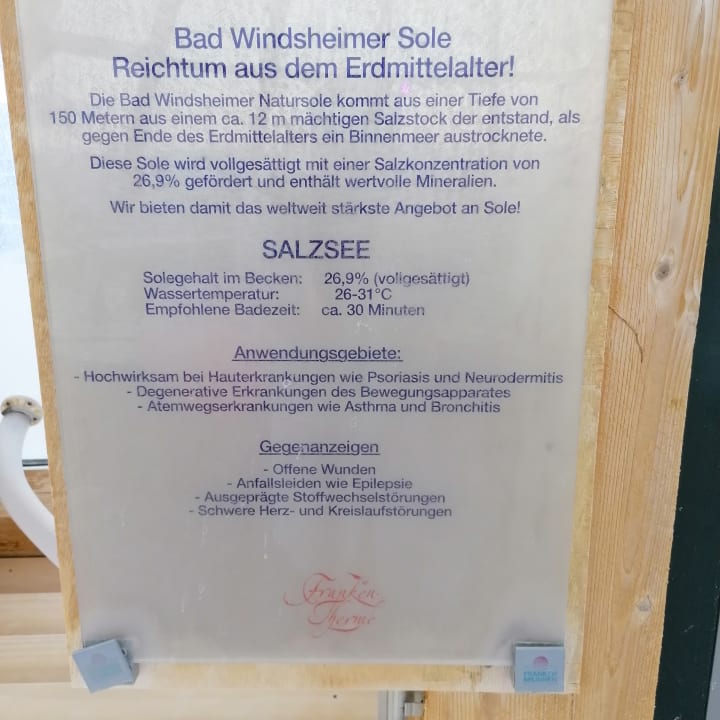 Bad Windsheimer Sole
Reichtum aus dem Erdmittelalter!
Die Bad Windsheimer Natursole kommt aus einer Tiefe von
150 Metern aus einem ca. 12 m mächtigen Salzstock der entstand, als
gegen Ende des Erdmittelalters ein Binnenmeer austrocknete.
Diese Sole wird vollgesättigt mit einer Salzkonzentration von
26,9% gefördert und enthält wertvolle Mineralien.
Wir bieten damit das weltweit stärkste Angebot an Sole!
SALZSEE
Solegehalt im Becken: 26,9% (vollgesättigt)
Wassertemperatur: 26-31°C
Empfohlene Badezeit: ca. 30 Minuten
Anwendungsgebiete:
- Hochwirksam bei Hauterkrankungen wie Psoriasis und Neurodermitis
- Degenerative Erkrankungen des Bewegungsapparates
- Atemwegserkrankungen wie Asthma und Bronchitis
Gegenanzeigen
- Offene Wunden
- Anfallsleiden wie Epilepsie
- Ausgeprägte Stoffwechselstörungen
- Schwere Herz- und Kreislaufstörungen
Franken-
Therme